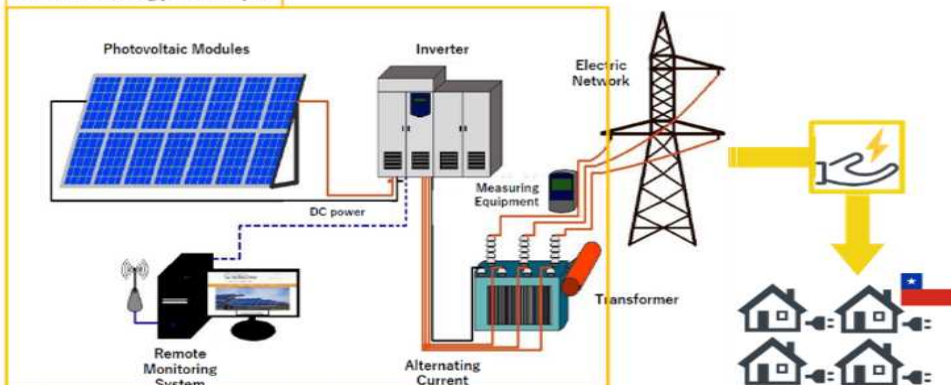 Photovoltaic Modules
Inverter
Electric
Network
Measuring
Equipment
DC power
Transformer
Remote
Monitoring
System
Alternating
Current